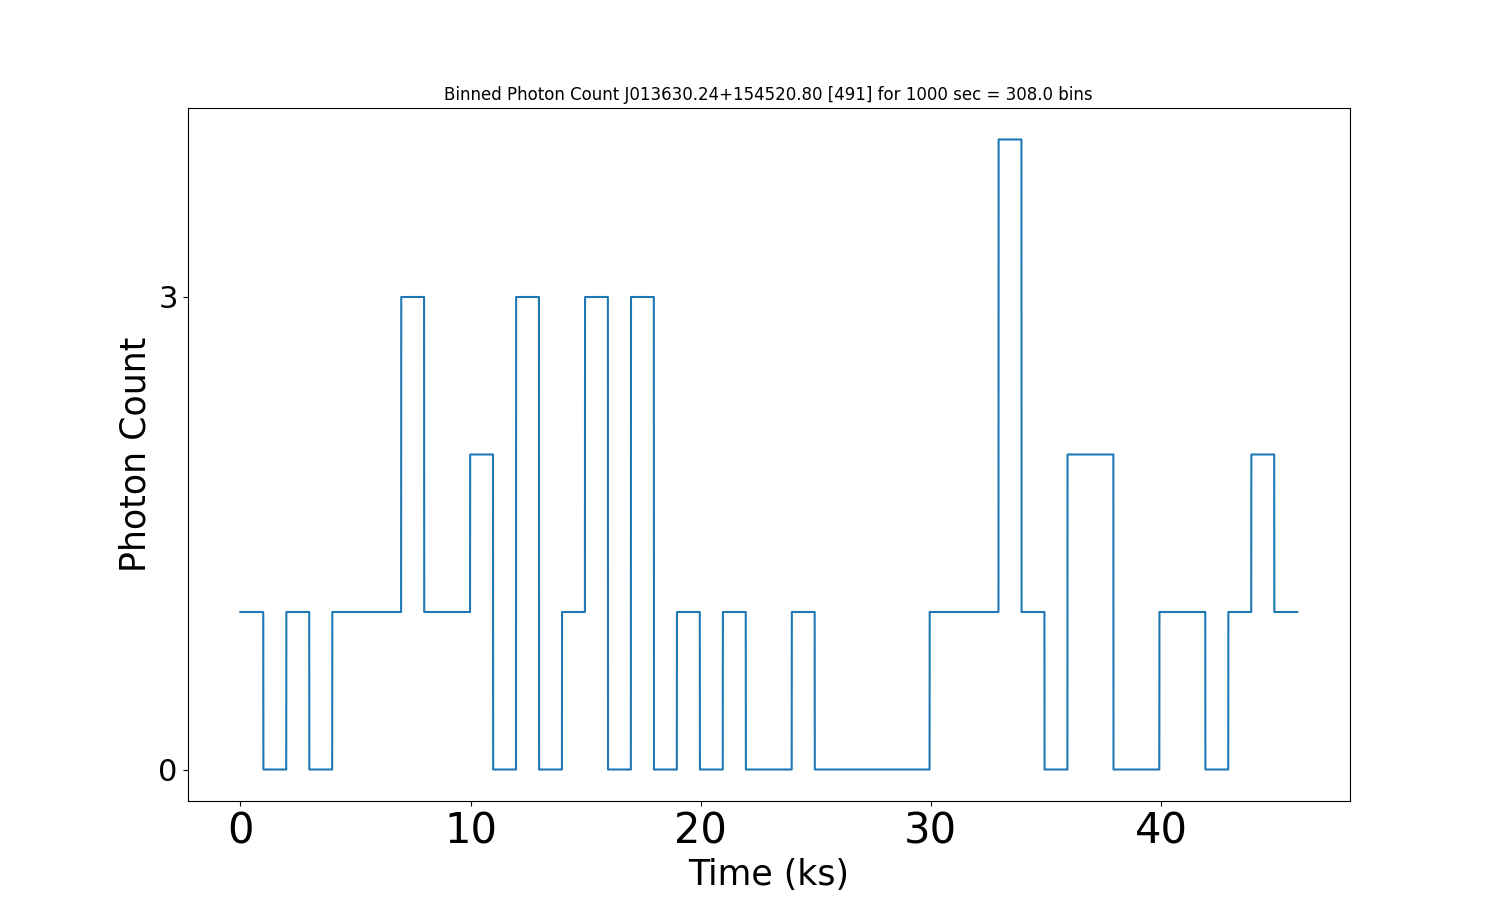 Binned Photon Count J013630.24+154520.80 [491] for 1000 sec = 308.0 bins
3
0
Photon Count
0 10 20 30 40
Time (ks)